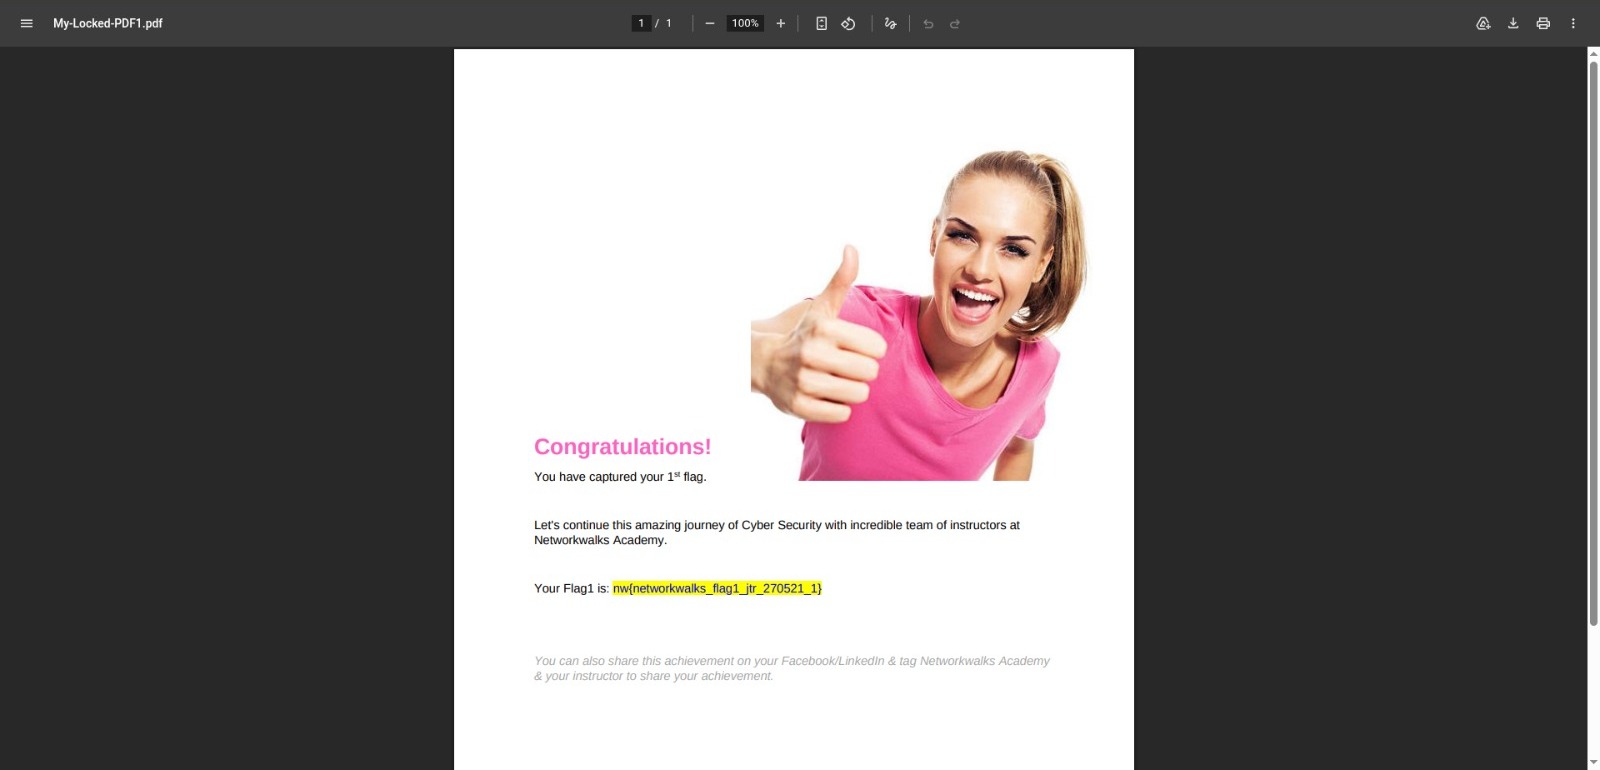 My-Locked-PDF1.pdf
1 / 1
100%
Congratulations!
You have captured your 1st flag.
Let's continue this amazing journey of Cyber Security with incredible team of instructors at
Networkwalks Academy.
Your Flag1 is: nw{networkwalks_flag1_jtr_270521_1}
You can also share this achievement on your Facebook/LinkedIn & tag Networkwalks Academy
& your instructor to share your achievement.